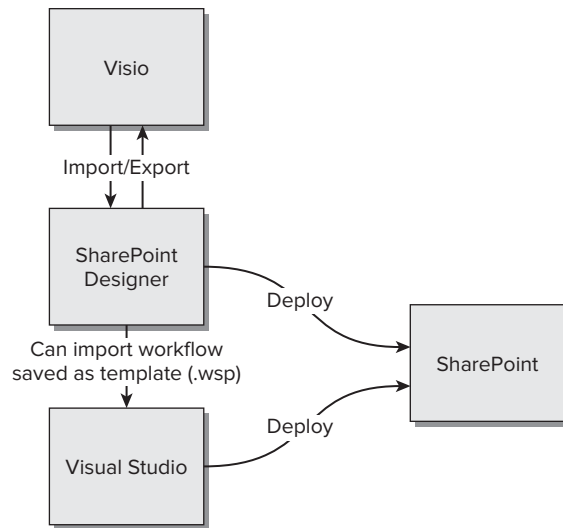 Visio
Import/Export
SharePoint
Designer
Deploy
SharePoint
Can import workflow
saved as template (.wsp)
Deploy
Visual Studio